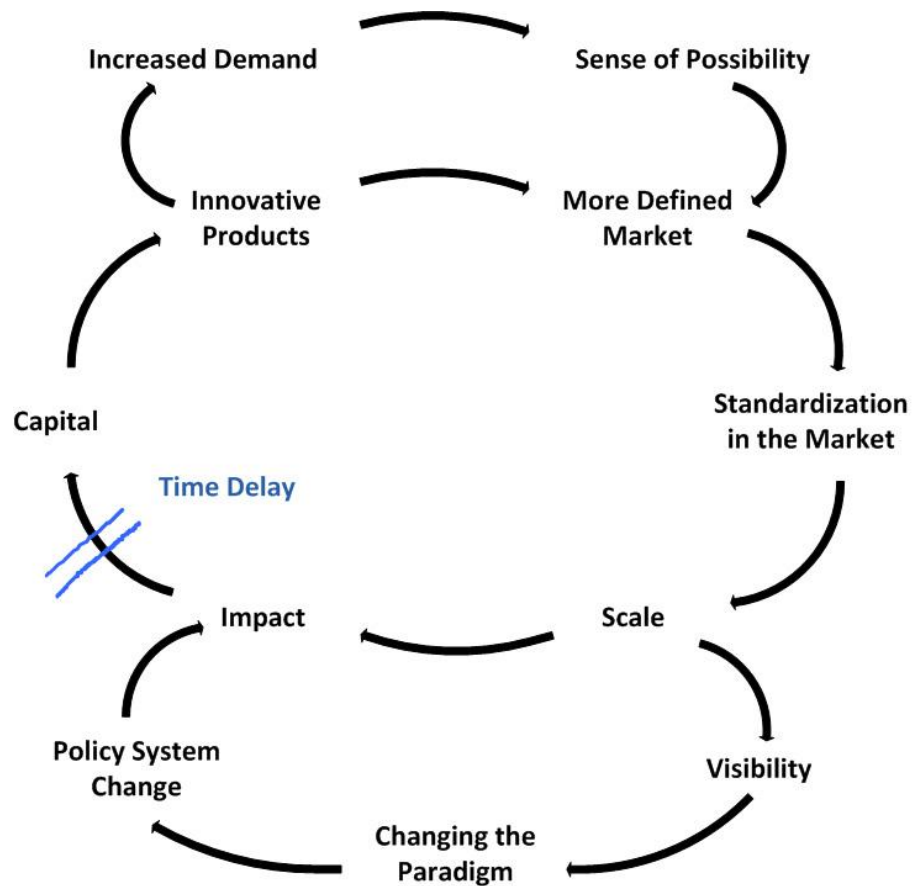 Increased Demand
Sense of Possibility
Innovative
Products
More Defined
Market
Capital
Standardization
in the Market
Time Delay
Impact
Scale
Policy System
Change
Visibility
Changing the
Paradigm